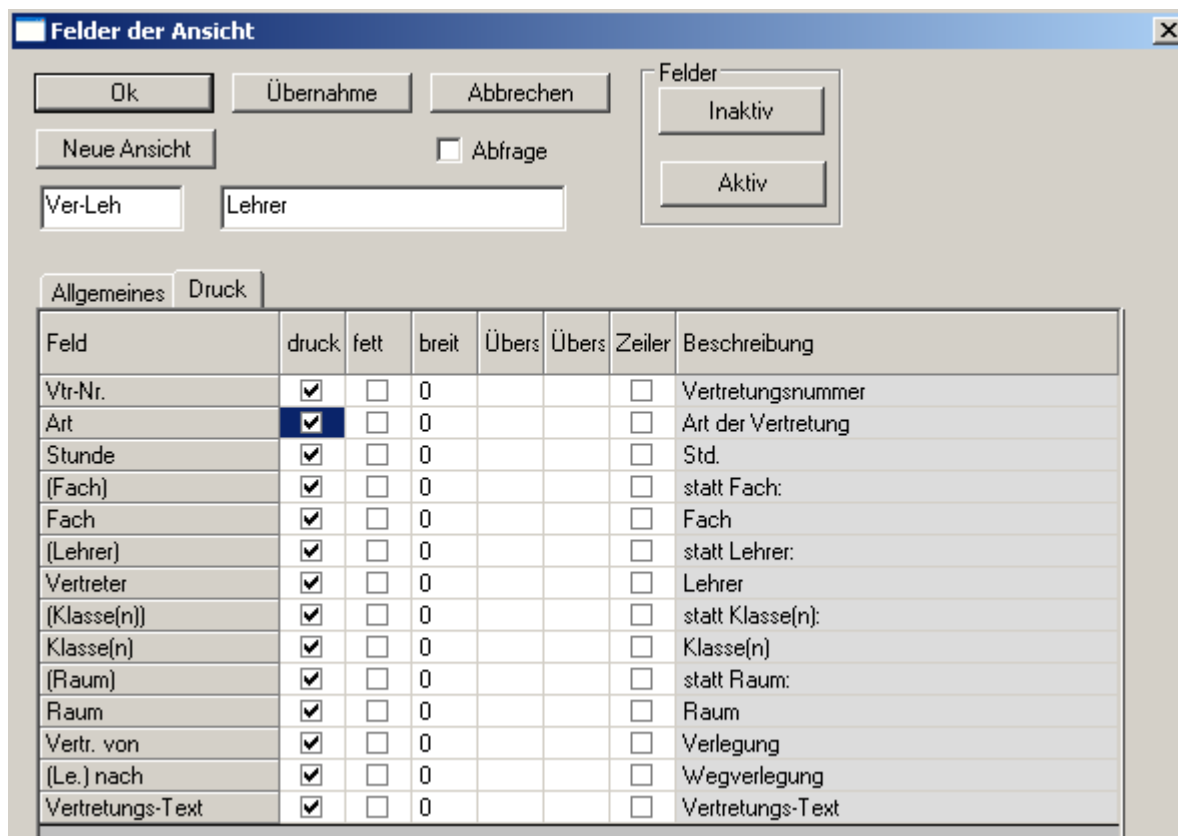 Felder der Ansicht
Ok Übernahme Abbrechen
Felder
Inaktiv
Neue Ansicht Abfrage
Aktiv
Ver-Leh Lehrer
Allgemeines Druck
Feld druck fett breit Übers Übers Zeiler Beschreibung
Vtr-Nr. 0 Vertretungsnummer
Art 0 Art der Vertretung
Stunde 0 Std.
(Fach) 0 statt Fach:
Fach 0 Fach
(Lehrer) 0 statt Lehrer:
Vertreter 0 Lehrer
(Klasse(n)) 0 statt Klasse(n):
Klasse(n) 0 Klasse(n)
(Raum) 0 statt Raum:
Raum 0 Raum
Vertr. von 0 Verlegung
(Le.) nach 0 Wegverlegung
Vertretungs-Text 0 Vertretungs-Text